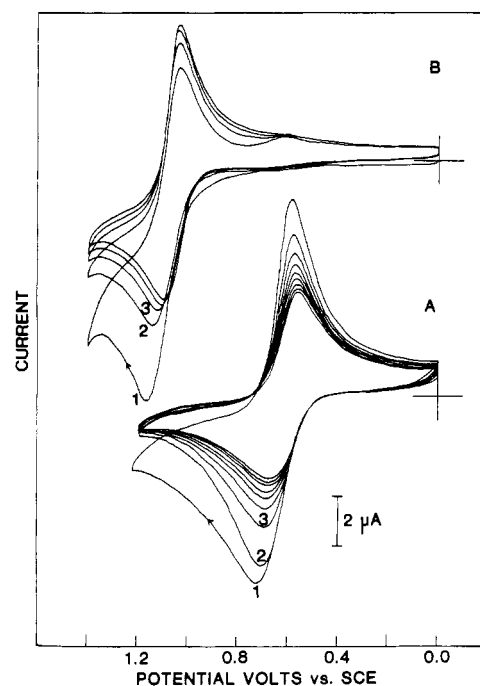 B
3
2
1
A
CURRENT
3
2
1
2 µA
1.2 0.8 0.4 0.0
POTENTIAL VOLTS vs. SCE